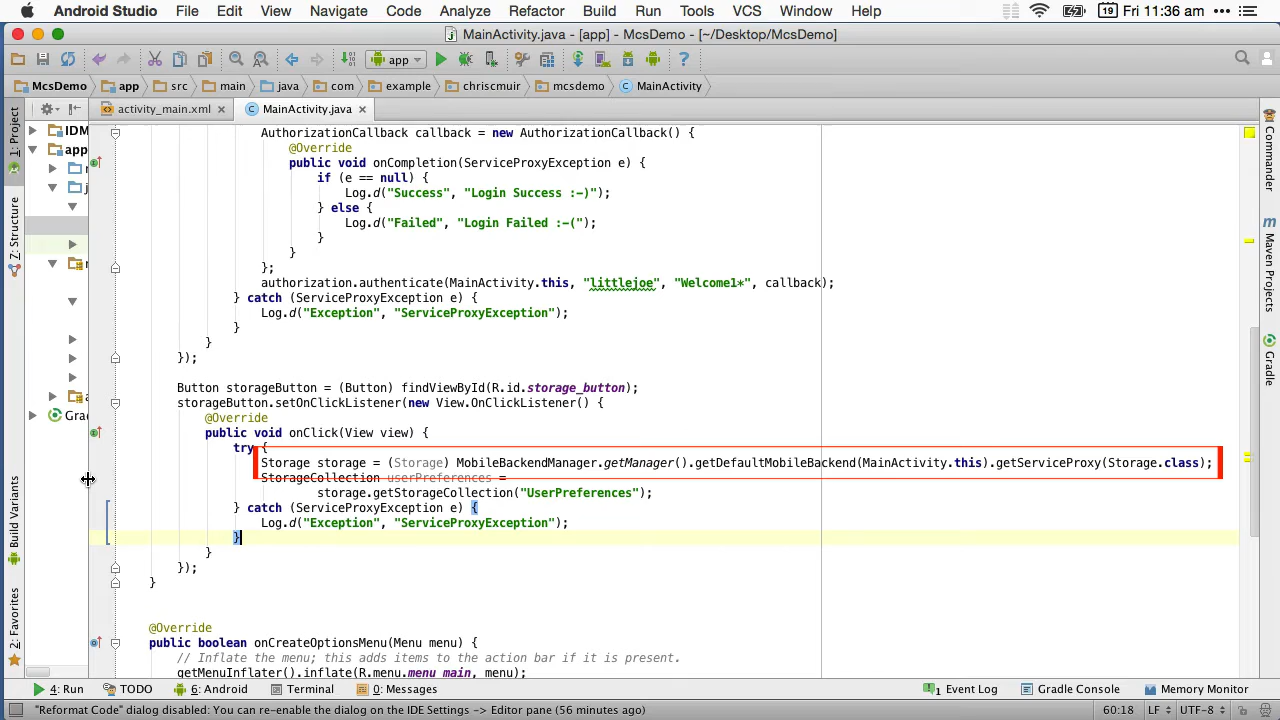 Android Studio File Edit View Navigate Code Analyze Refactor Build Run Tools VCS Window Help 19 Fri 11:36 am
MainActivity.java - [app] - McsDemo - [~/Desktop/McsDemo]
app
McsDemo app src main java com example chriscmuir mcsdemo MainActivity
activity_main.xml MainActivity.java
1: Project
7: Structure
Build Variants
2: Favorites
IDM
app
j
Grad
AuthorizationCallback callback = new AuthorizationCallback() {
@Override
public void onCompletion(ServiceProxyException e) {
if (e == null) {
Log.d("Success", "Login Success :-)");
} else {
Log.d("Failed", "Login Failed :-(");
}
}
};
authorization.authenticate(MainActivity.this, "littlejoe", "Welcome1*", callback);
} catch (ServiceProxyException e) {
Log.d("Exception", "ServiceProxyException");
}
}
});
Button storageButton = (Button) findViewById(R.id.storage_button);
storageButton.setOnClickListener(new View.OnClickListener() {
@Override
public void onClick(View view) {
try {
Storage storage = (Storage) MobileBackendManager.getManager().getDefaultMobileBackend(MainActivity.this).getServiceProxy(Storage.class);
StorageCollection userPreferences =
storage.getStorageCollection("UserPreferences");
} catch (ServiceProxyException e) {
Log.d("Exception", "ServiceProxyException");
}
}
});
}
@Override
public boolean onCreateOptionsMenu(Menu menu) {
// Inflate the menu; this adds items to the action bar if it is present.
getMenuInflater().inflate(R.menu.menu_main, menu);
Commander
Maven Projects
Gradle
4: Run TODO 6: Android Terminal 0: Messages 1 Event Log Gradle Console Memory Monitor
"Reformat Code" dialog disabled: You can re-enable the dialog on the IDE Settings -> Editor pane (56 minutes ago) 60:18 LF UTF-8